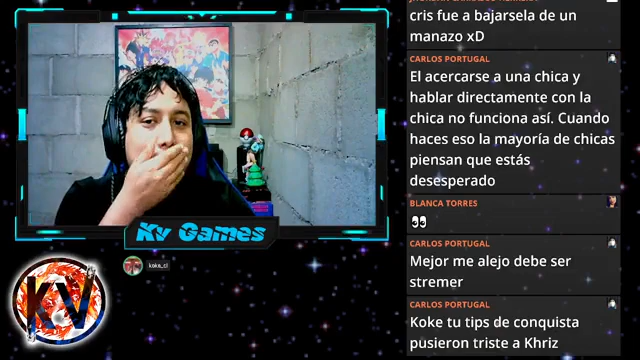 cris fue a bajarsela de un
manazo xD
CARLOS PORTUGAL
El acercarse a una chica y
hablar directamente con la
chica no funciona así. Cuando
haces eso la mayoría de chicas
piensan que estás
desesperado
BLANCA TORRES
👀
CARLOS PORTUGAL
Mejor me alejo debe ser
stremer
CARLOS PORTUGAL
Koke tu tips de conquista
pusieron triste a Khriz
Kv Games
koke_cl
KV